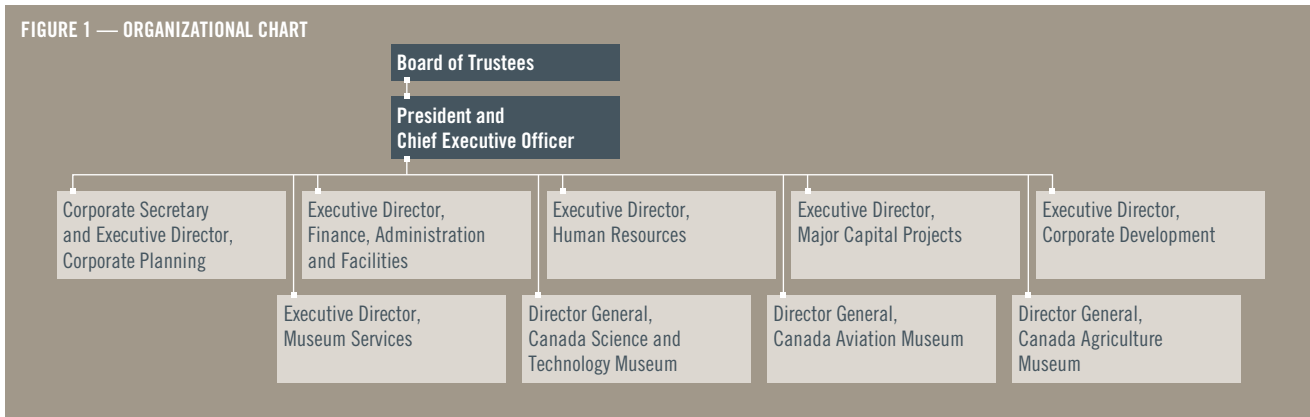 FIGURE 1 — ORGANIZATIONAL CHART
Board of Trustees
President and
Chief Executive Officer
Corporate Secretary
and Executive Director,
Corporate Planning
Executive Director,
Finance, Administration
and Facilities
Executive Director,
Human Resources
Executive Director,
Major Capital Projects
Executive Director,
Corporate Development
Executive Director,
Museum Services
Director General,
Canada Science and
Technology Museum
Director General,
Canada Aviation Museum
Director General,
Canada Agriculture
Museum